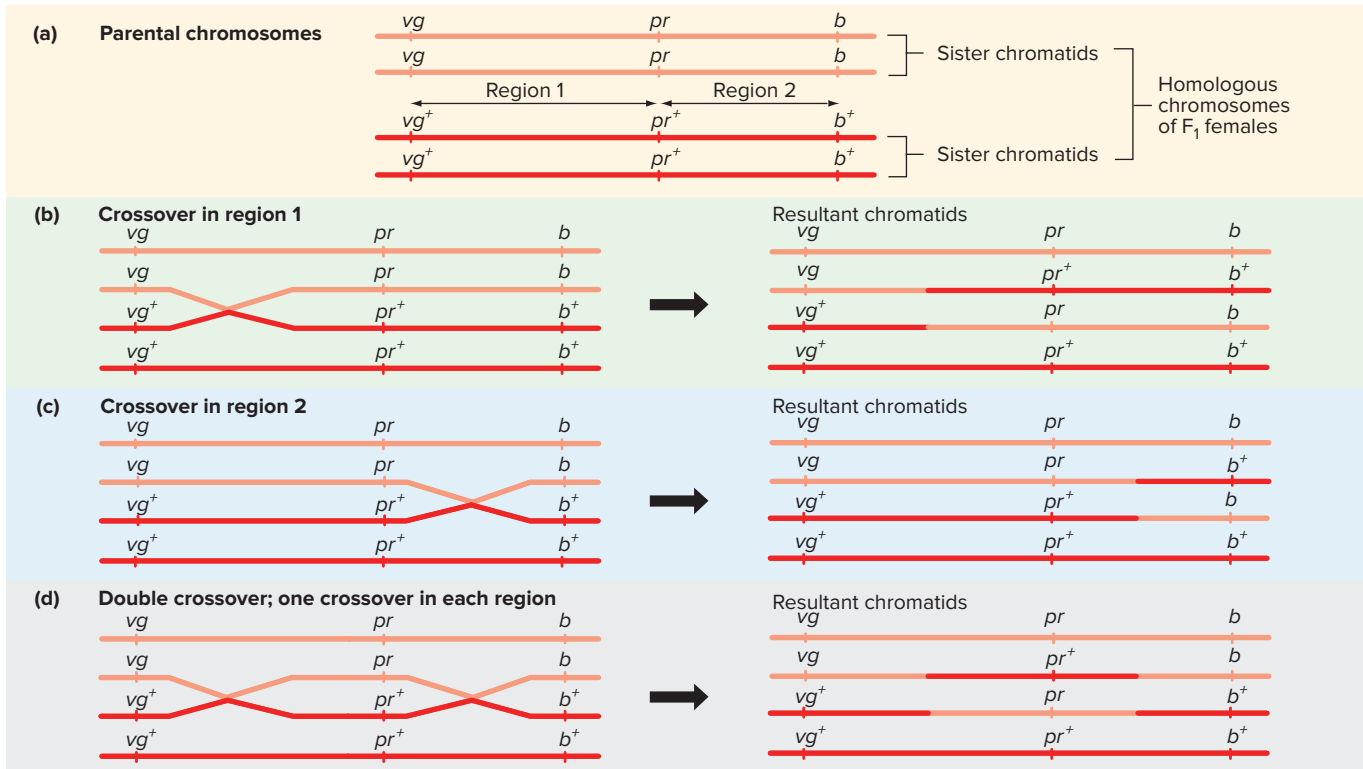 (a) Parental chromosomes
vg pr b
vg pr b
Sister chromatids
Region 1 Region 2
Homologous
chromosomes
of F1 females
vg+ pr+ b+
vg+ pr+ b+
Sister chromatids
(b) Crossover in region 1
vg pr b
vg pr b
vg+ pr+ b+
vg+ pr+ b+
Resultant chromatids
vg pr b
vg pr+ b+
vg+ pr b
vg+ pr+ b+
(c) Crossover in region 2
vg pr b
vg pr b
vg+ pr+ b+
vg+ pr+ b+
Resultant chromatids
vg pr b
vg pr b+
vg+ pr+ b
vg+ pr+ b+
(d) Double crossover; one crossover in each region
vg pr b
vg pr b
vg+ pr+ b+
vg+ pr+ b+
Resultant chromatids
vg pr b
vg pr+ b
vg+ pr b+
vg+ pr+ b+